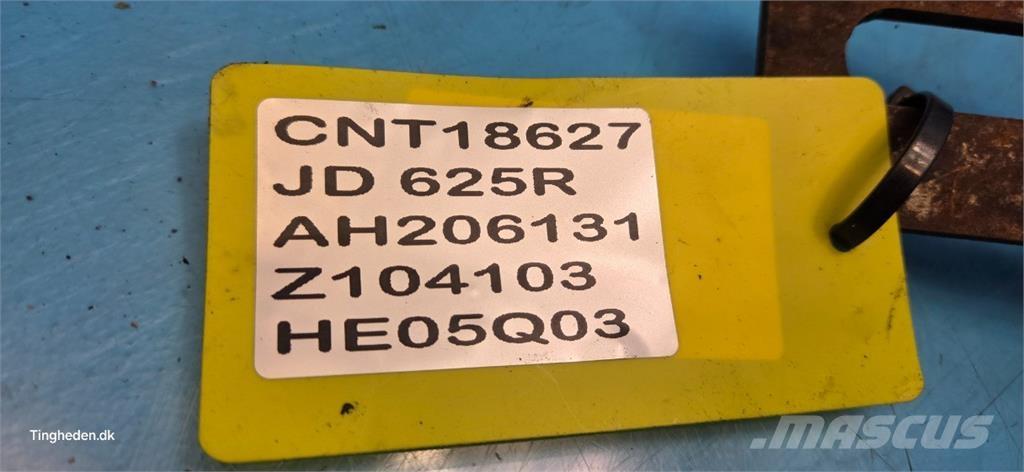 CNT18627
JD 625R
AH206131
Z104103
HE05Q03
Tingheden.dk
MASCUS